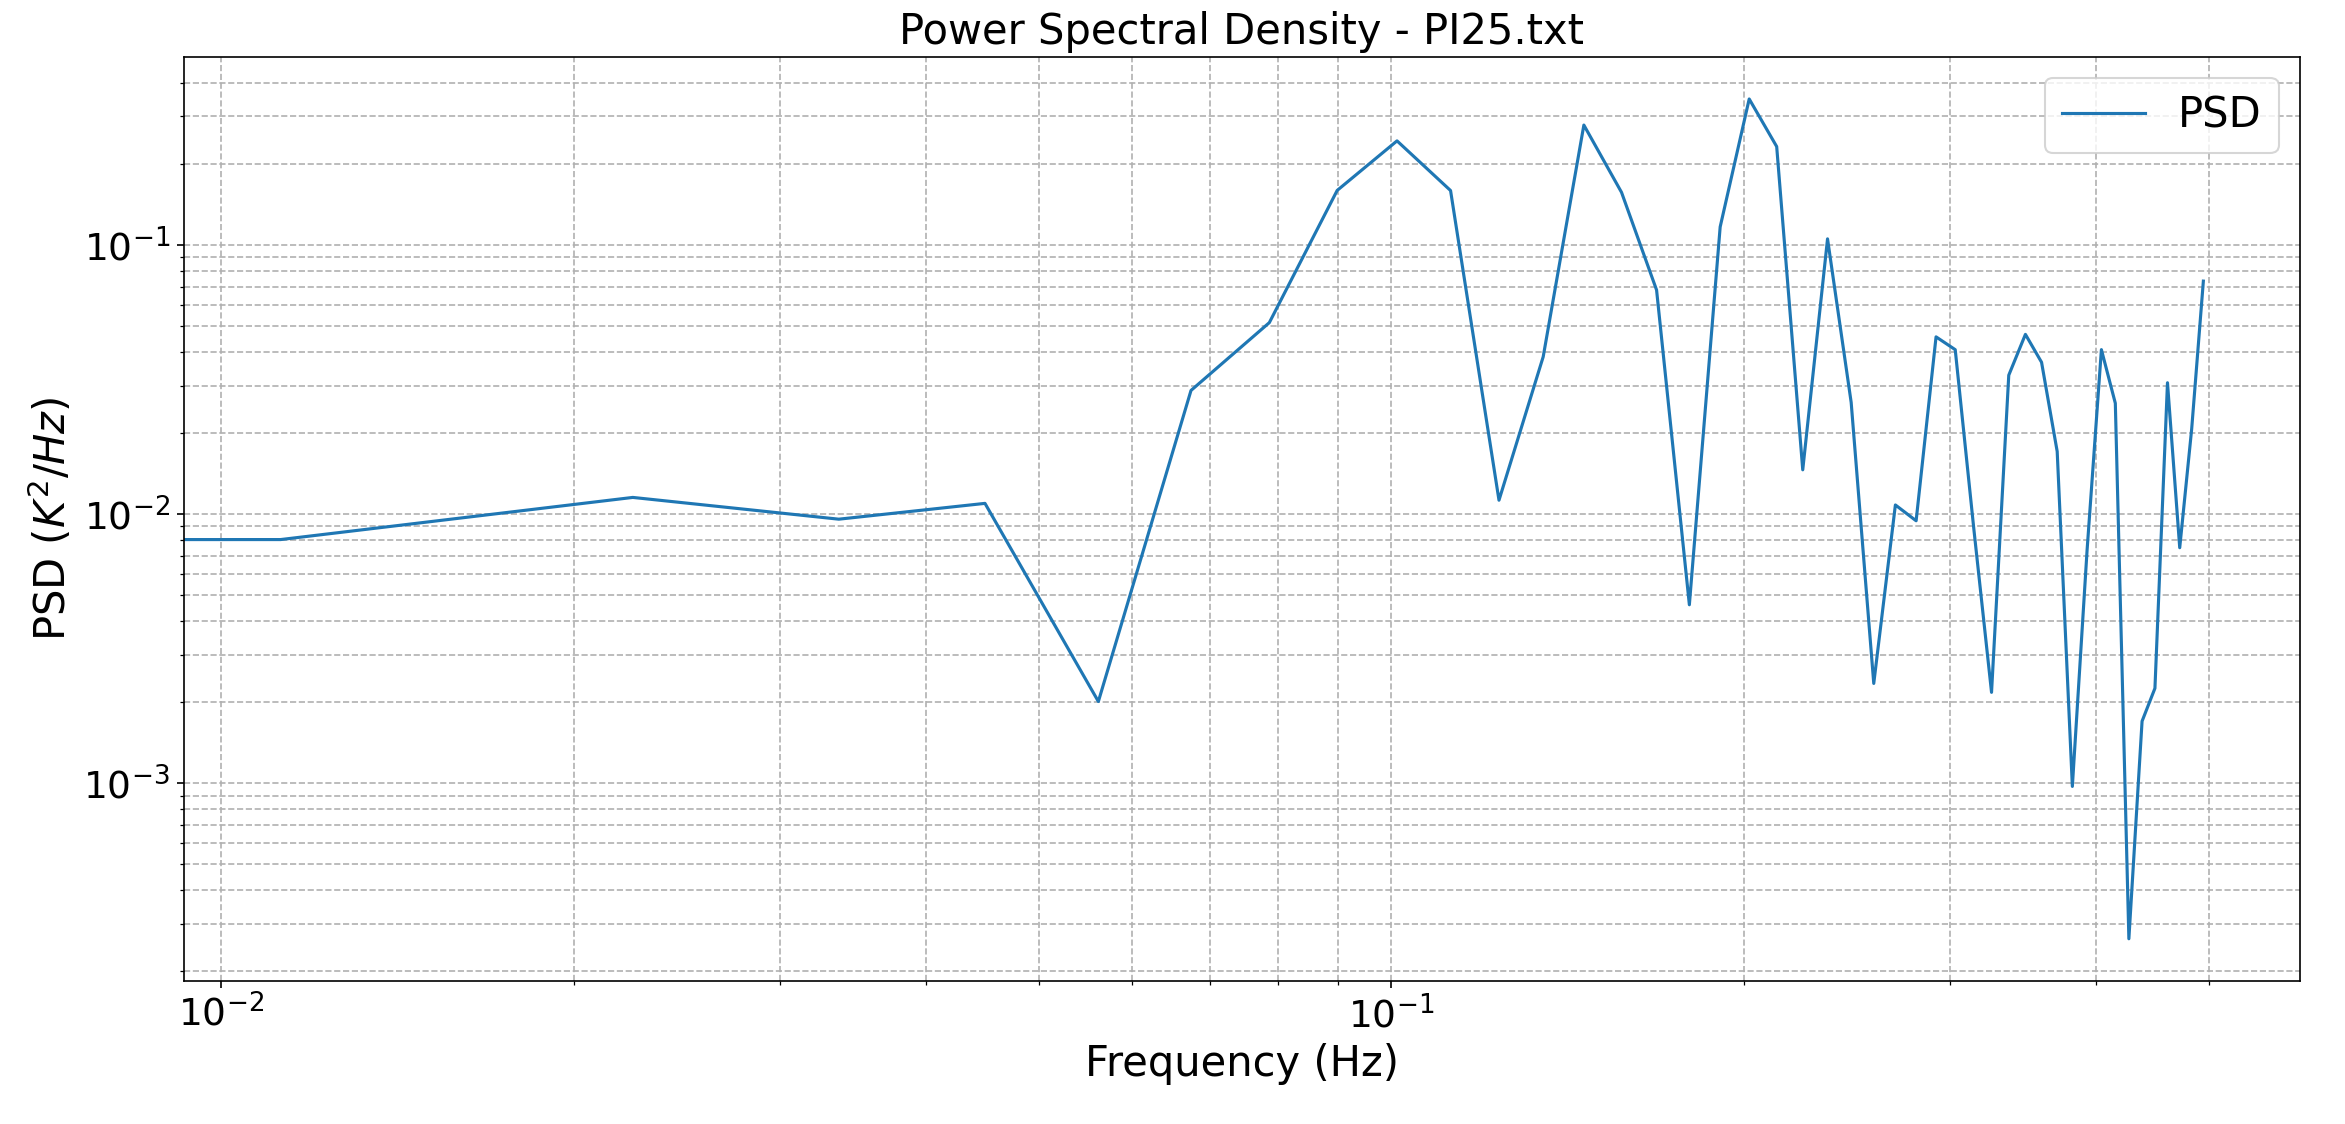 Power Spectral Density - PI25.txt
PSD
PSD (K²/Hz)
10⁻¹
10⁻²
10⁻³
10⁻²
10⁻¹
Frequency (Hz)